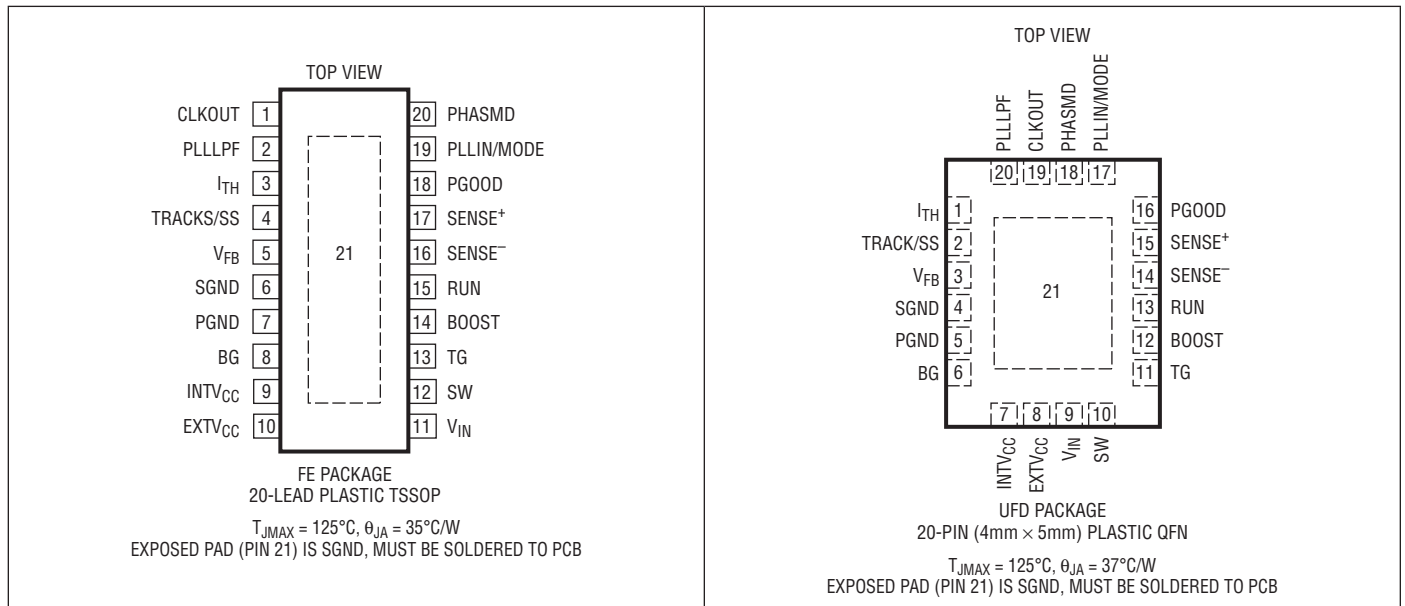 TOP VIEW
CLKOUT 1
PLLLPF 2
ITH 3
TRACKS/SS 4
VFB 5
SGND 6
PGND 7
BG 8
INTVCC 9
EXTVCC 10
20 PHASMD
19 PLLIN/MODE
18 PGOOD
17 SENSE+
16 SENSE–
15 RUN
14 BOOST
13 TG
12 SW
11 VIN
21
FE PACKAGE
20-LEAD PLASTIC TSSOP
TJMAX = 125°C, θJA = 35°C/W
EXPOSED PAD (PIN 21) IS SGND, MUST BE SOLDERED TO PCB
TOP VIEW
PLLLPF
CLKOUT
PHASMD
PLLIN/MODE
20 19 18 17
ITH 1
TRACK/SS 2
VFB 3
SGND 4
PGND 5
BG 6
16 PGOOD
15 SENSE+
14 SENSE–
13 RUN
12 BOOST
11 TG
21
7 8 9 10
INTVCC
EXTVCC
VIN
SW
UFD PACKAGE
20-PIN (4mm × 5mm) PLASTIC QFN
TJMAX = 125°C, θJA = 37°C/W
EXPOSED PAD (PIN 21) IS SGND, MUST BE SOLDERED TO PCB